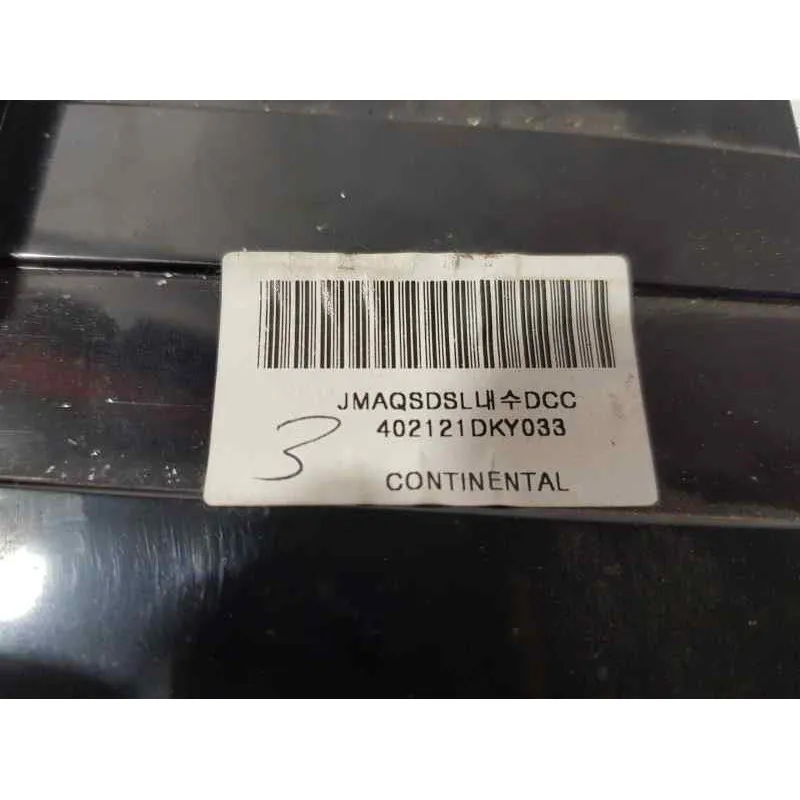 JMAQSDSL내수DCC
402121DKY033
3
CONTINENTAL